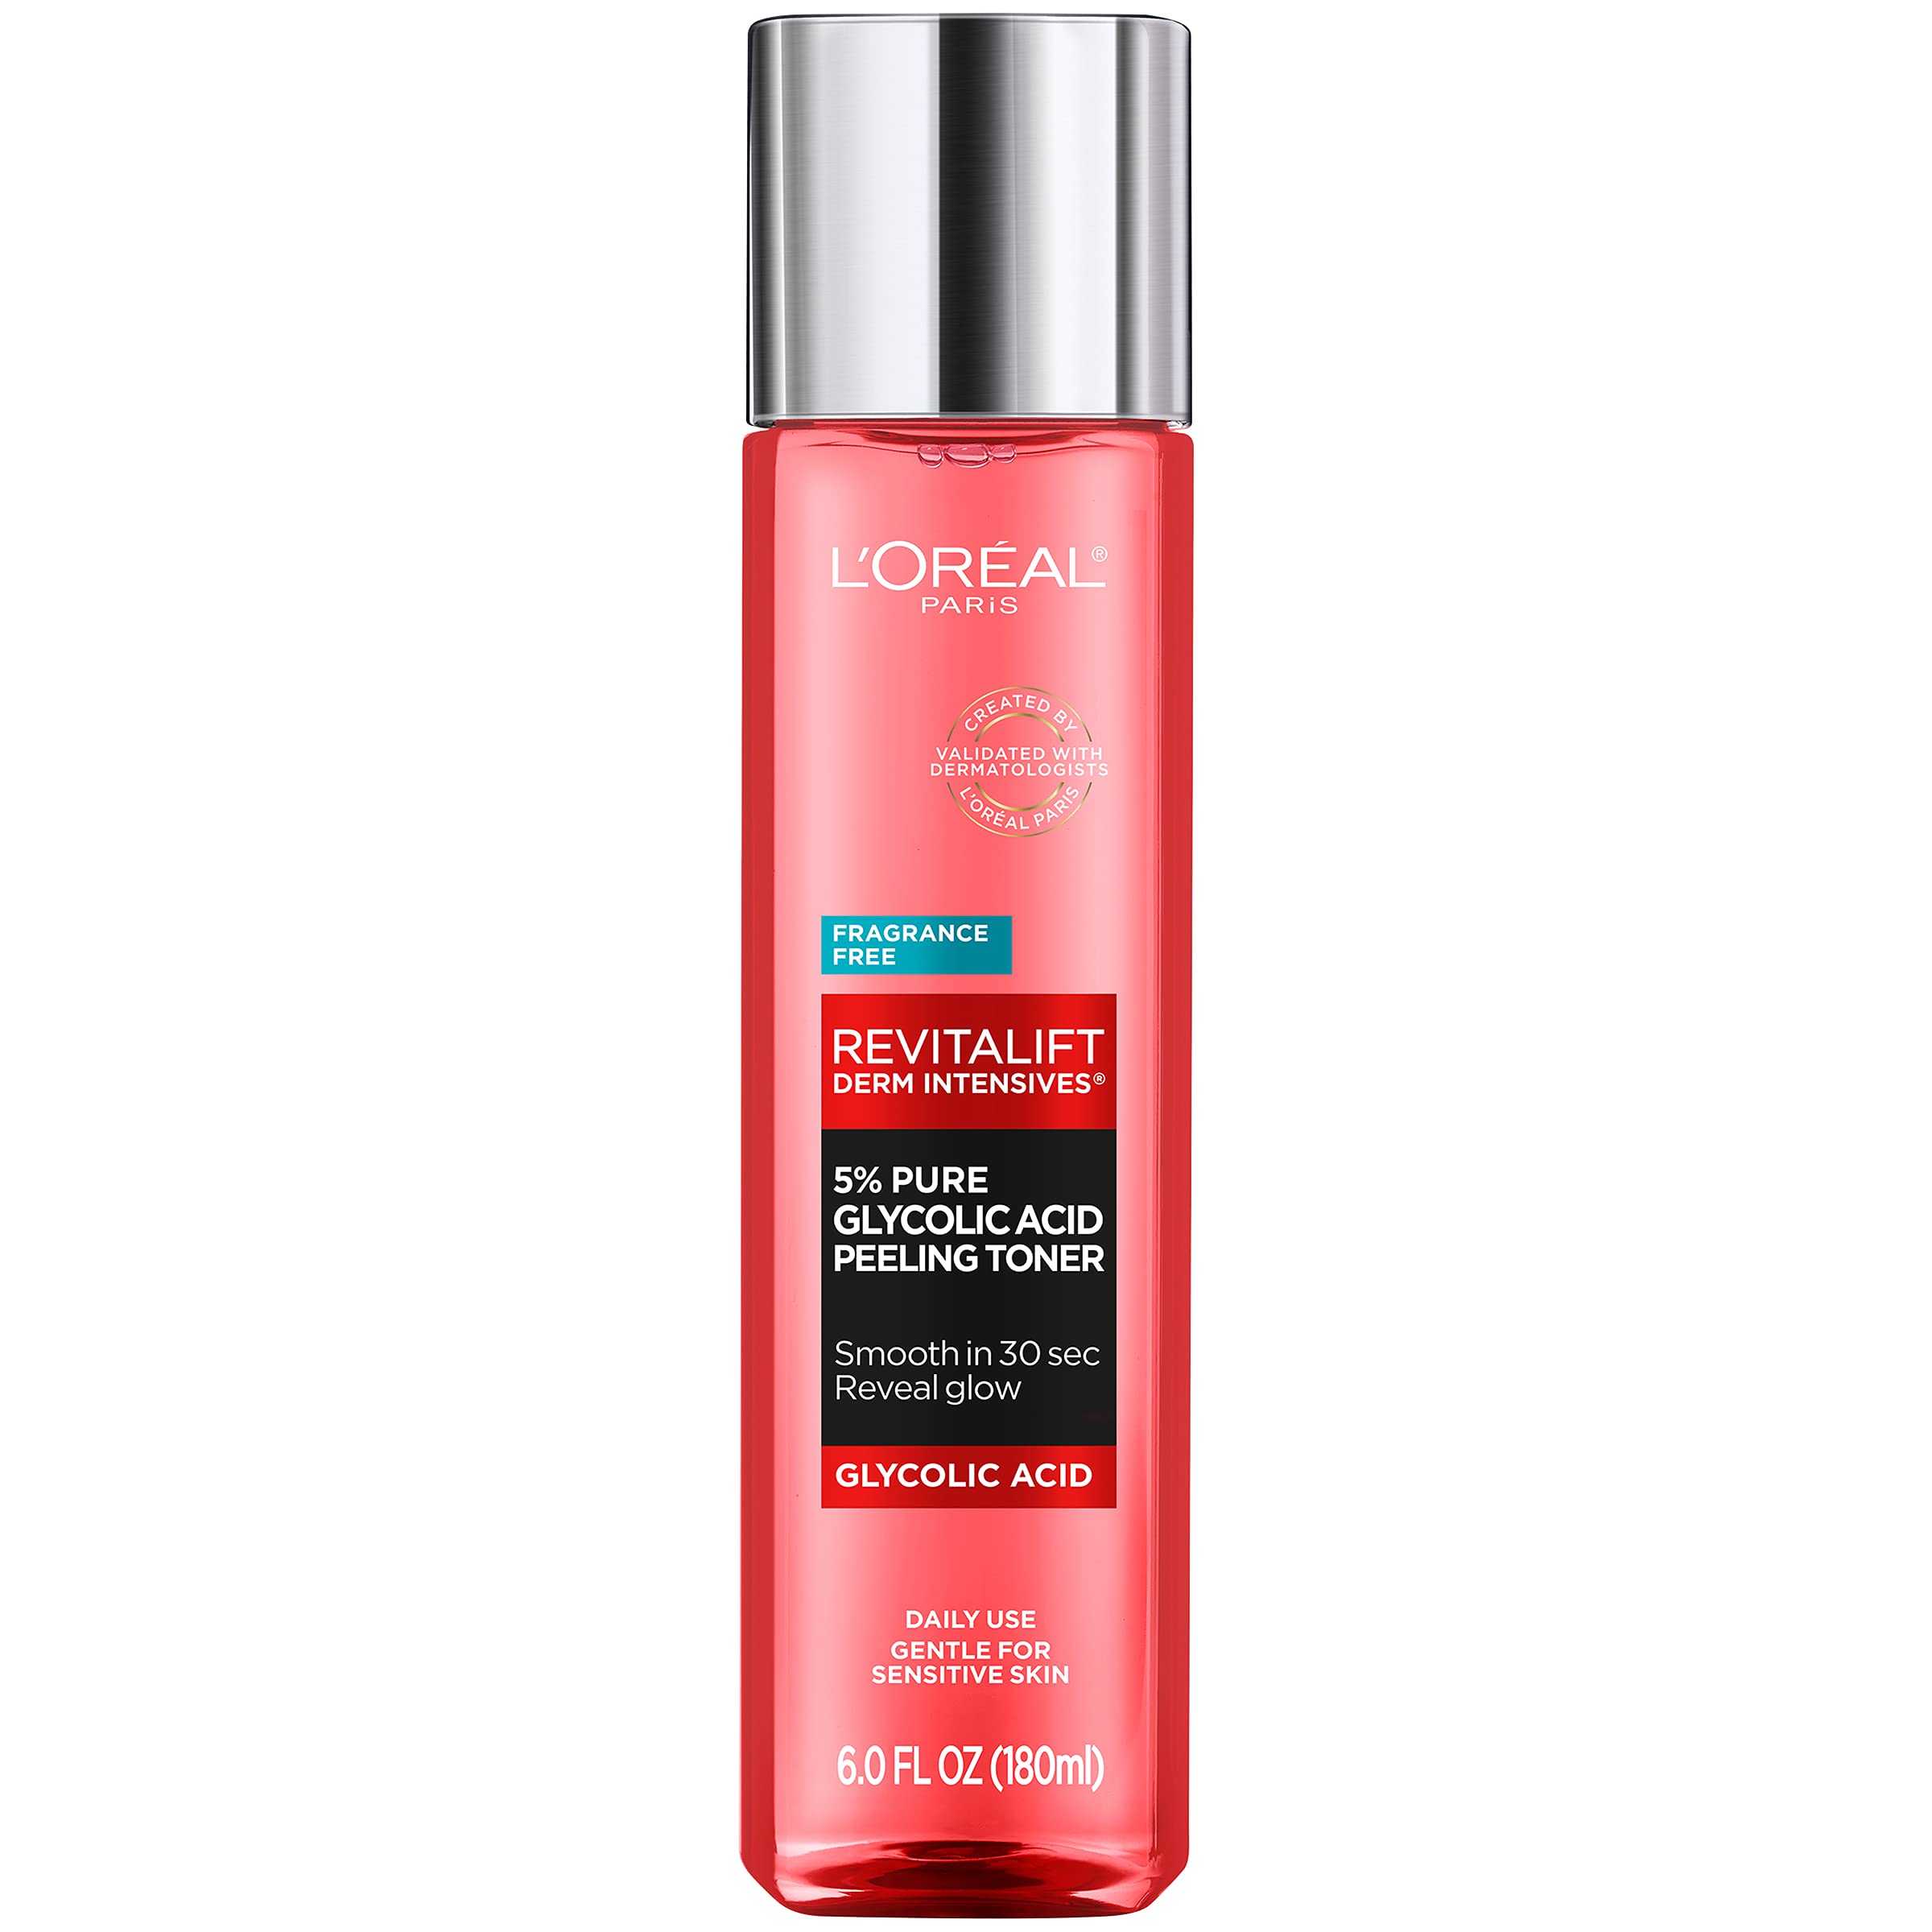 L'ORÉAL®
PARiS
CREATED BY
VALIDATED WITH
DERMATOLOGISTS
L'ORÉAL PARIS
FRAGRANCE
FREE
REVITALIFT
DERM INTENSIVES®
5% PURE
GLYCOLIC ACID
PEELING TONER
Smooth in 30 sec
Reveal glow
GLYCOLIC ACID
DAILY USE
GENTLE FOR
SENSITIVE SKIN
6.0 FL OZ (180ml)